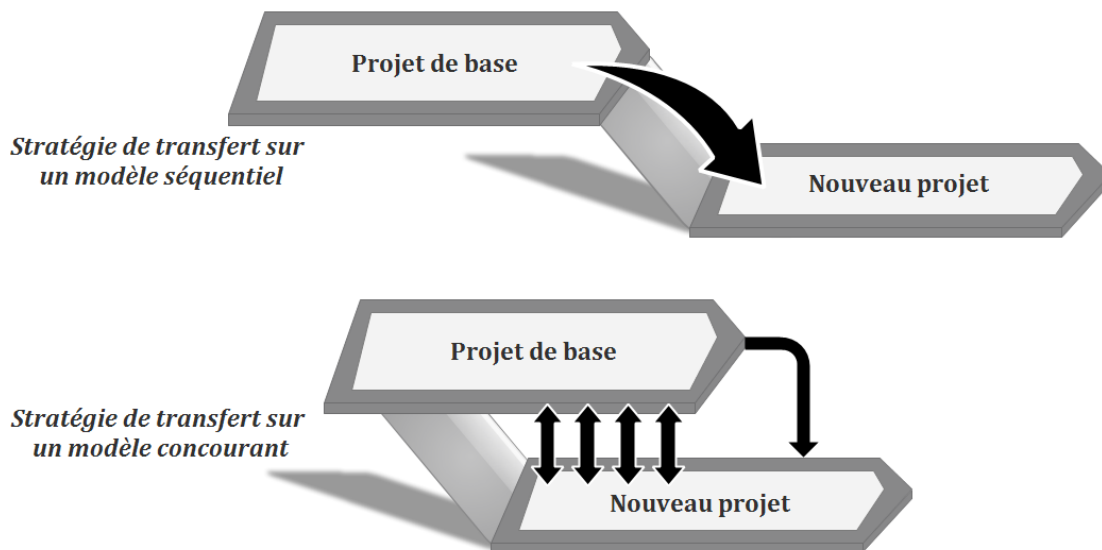 Projet de base
Stratégie de transfert sur
un modèle séquentiel
Nouveau projet
Projet de base
Stratégie de transfert sur
un modèle concourant
Nouveau projet